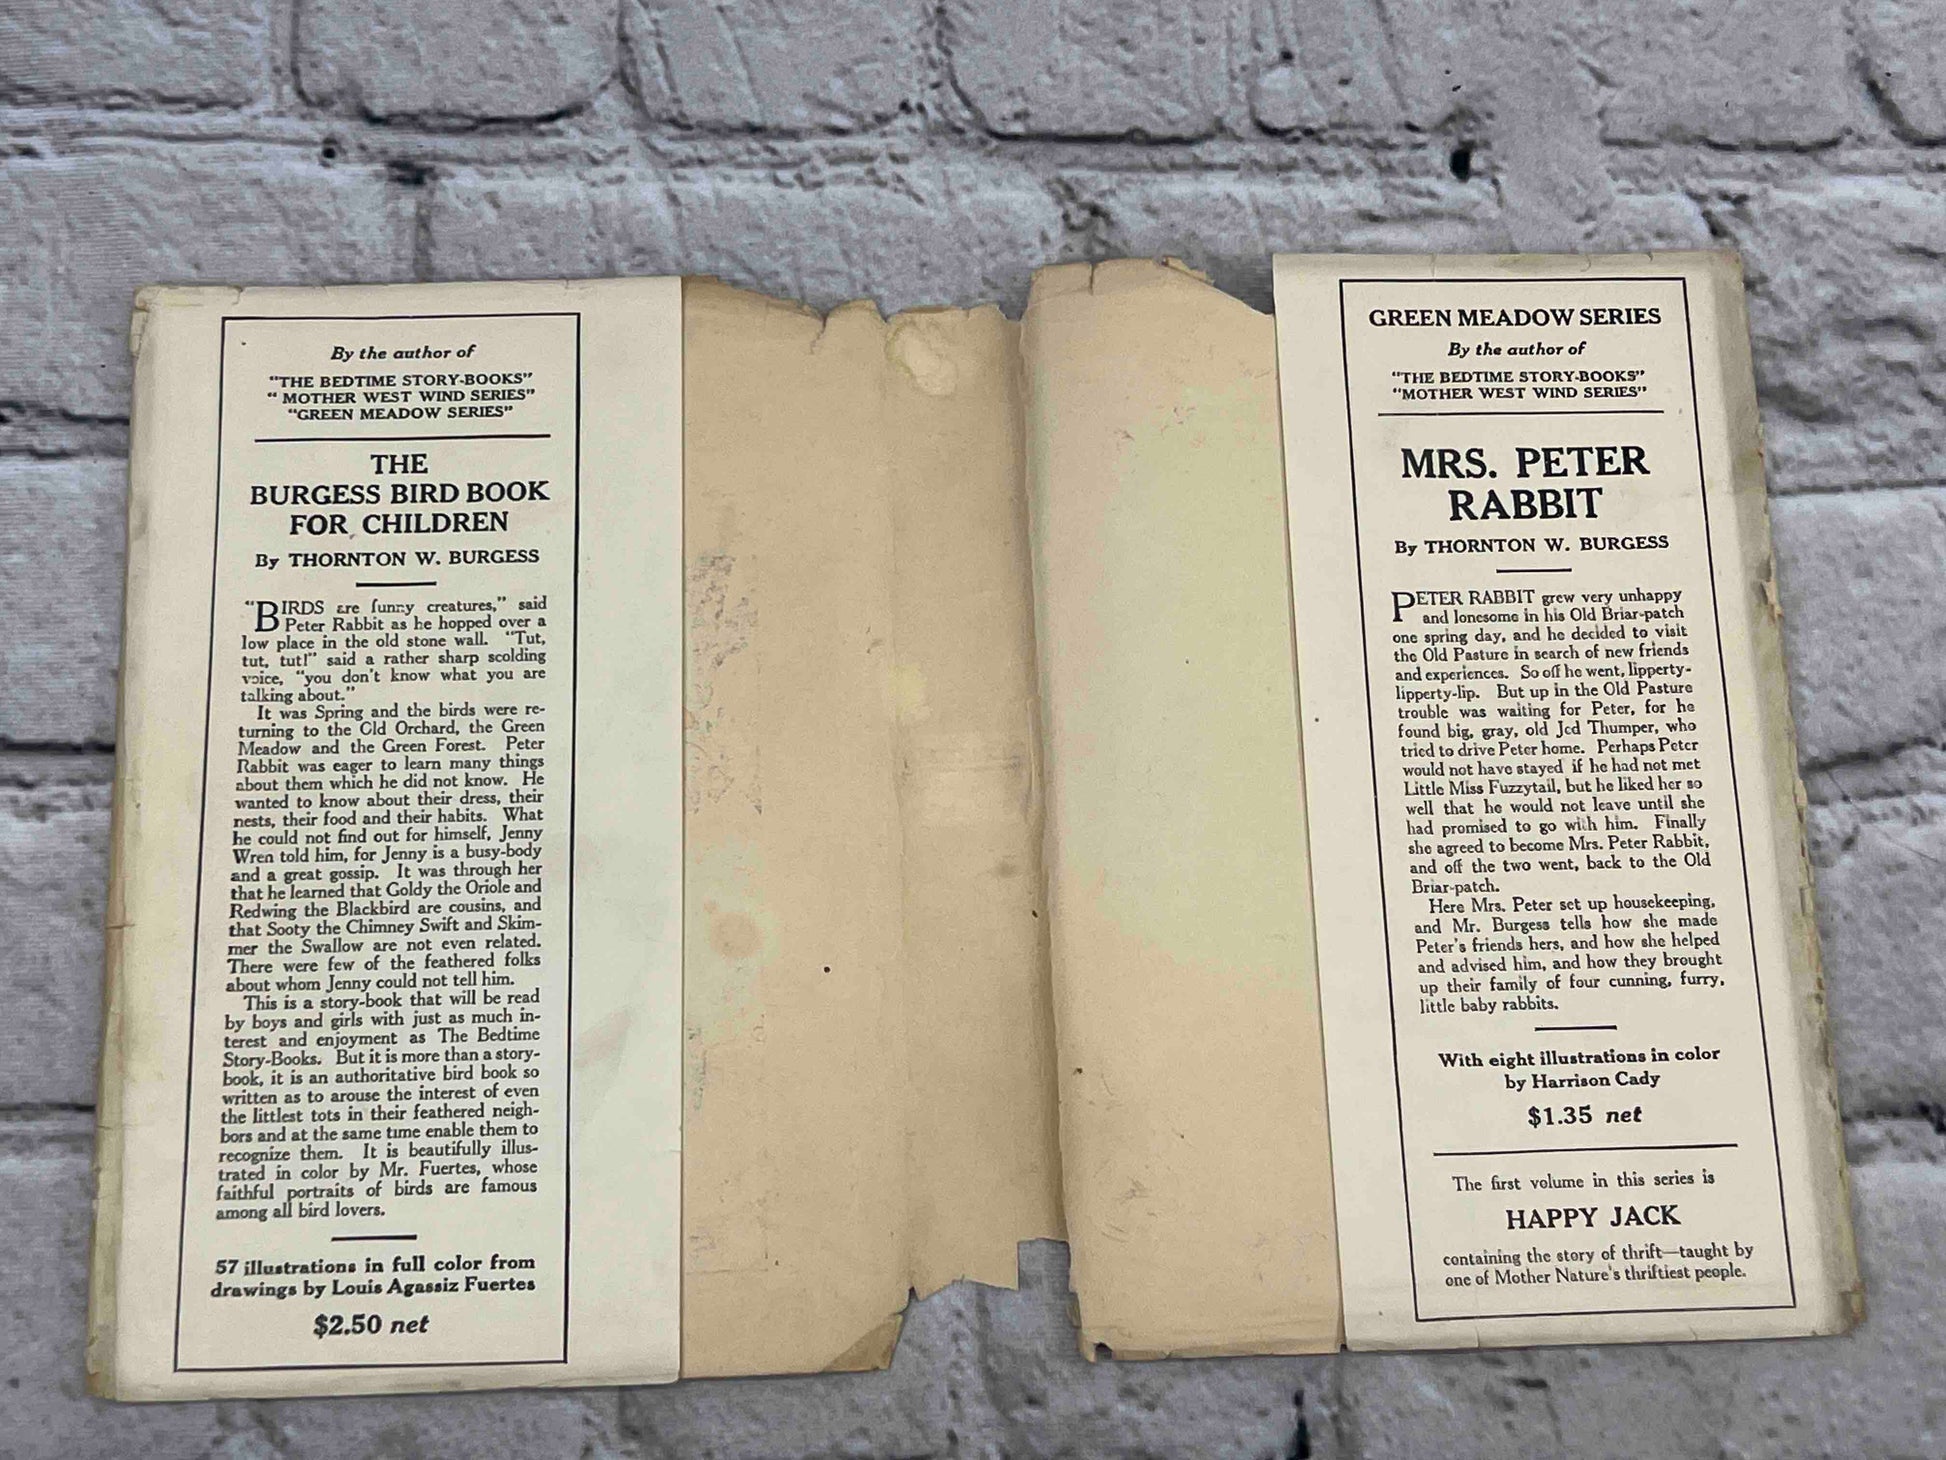 By the author of
"THE BEDTIME STORY-BOOKS"
"MOTHER WEST WIND SERIES"
"GREEN MEADOW SERIES"
THE
BURGESS BIRD BOOK
FOR CHILDREN
By THORNTON W. BURGESS
"BIRDS are funny creatures," said
Peter Rabbit as he hopped over a
low place in the old stone wall. "Tut,
tut, tut!" said a rather sharp scolding
voice, "you don't know what you are
talking about."
It was Spring and the birds were re-
turning to the Old Orchard, the Green
Meadow and the Green Forest. Peter
Rabbit was eager to learn many things
about them which he did not know. He
wanted to know about their dress, their
nests, their food and their habits. What
he could not find out for himself, Jenny
Wren told him, for Jenny is a busy-body
and a great gossip. It was through her
that he learned that Goldy the Oriole and
Redwing the Blackbird are cousins, and
that Sooty the Chimney Swift and Skim-
mer the Swallow are not even related.
There were few of the feathered folks
about whom Jenny could not tell him.
This is a story-book that will be read
by boys and girls with just as much in-
terest and enjoyment as The Bedtime
Story-Books. But it is more than a story-
book, it is an authoritative bird book so
written as to arouse the interest of even
the littlest tots in their feathered neigh-
bors and at the same time enable them to
recognize them. It is beautifully illus-
trated in color by Mr. Fuertes, whose
faithful portraits of birds are famous
among all bird lovers.
57 illustrations in full color from
drawings by Louis Agassiz Fuertes
$2.50 net
GREEN MEADOW SERIES
By the author of
"THE BEDTIME STORY-BOOKS"
"MOTHER WEST WIND SERIES"
MRS. PETER
RABBIT
By THORNTON W. BURGESS
PETER RABBIT grew very unhappy
and lonesome in his Old Briar-patch
one spring day, and he decided to visit
the Old Pasture in search of new friends
and experiences. So off he went, lipperty-
lipperty-lip. But up in the Old Pasture
trouble was waiting for Peter, for he
found big, gray, old Jed Thumper, who
tried to drive Peter home. Perhaps Peter
would not have stayed if he had not met
Little Miss Fuzzytail, but he liked her so
well that he would not leave until she
had promised to go with him. Finally
she agreed to become Mrs. Peter Rabbit,
and off the two went, back to the Old
Briar-patch.
Here Mrs. Peter set up housekeeping,
and Mr. Burgess tells how she made
Peter's friends hers, and how she helped
and advised him, and how they brought
up their family of four cunning, furry,
little baby rabbits.
With eight illustrations in color
by Harrison Cady
$1.35 net
The first volume in this series is
HAPPY JACK
containing the story of thrift—taught by
one of Mother Nature's thriftiest people.